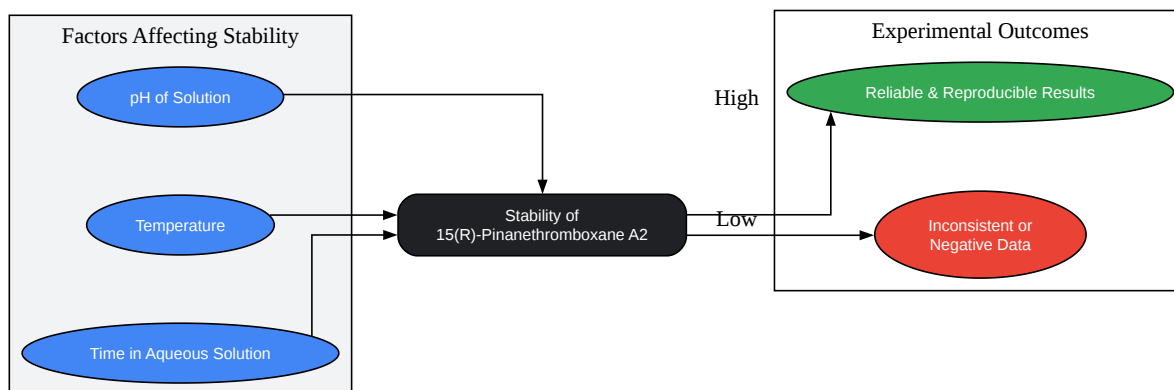 Factors Affecting Stability
pH of Solution
Temperature
Time in Aqueous Solution
Stability of
15(R)-Pinanethromboxane A2
High
Low
Experimental Outcomes
Reliable & Reproducible Results
Inconsistent or
Negative Data